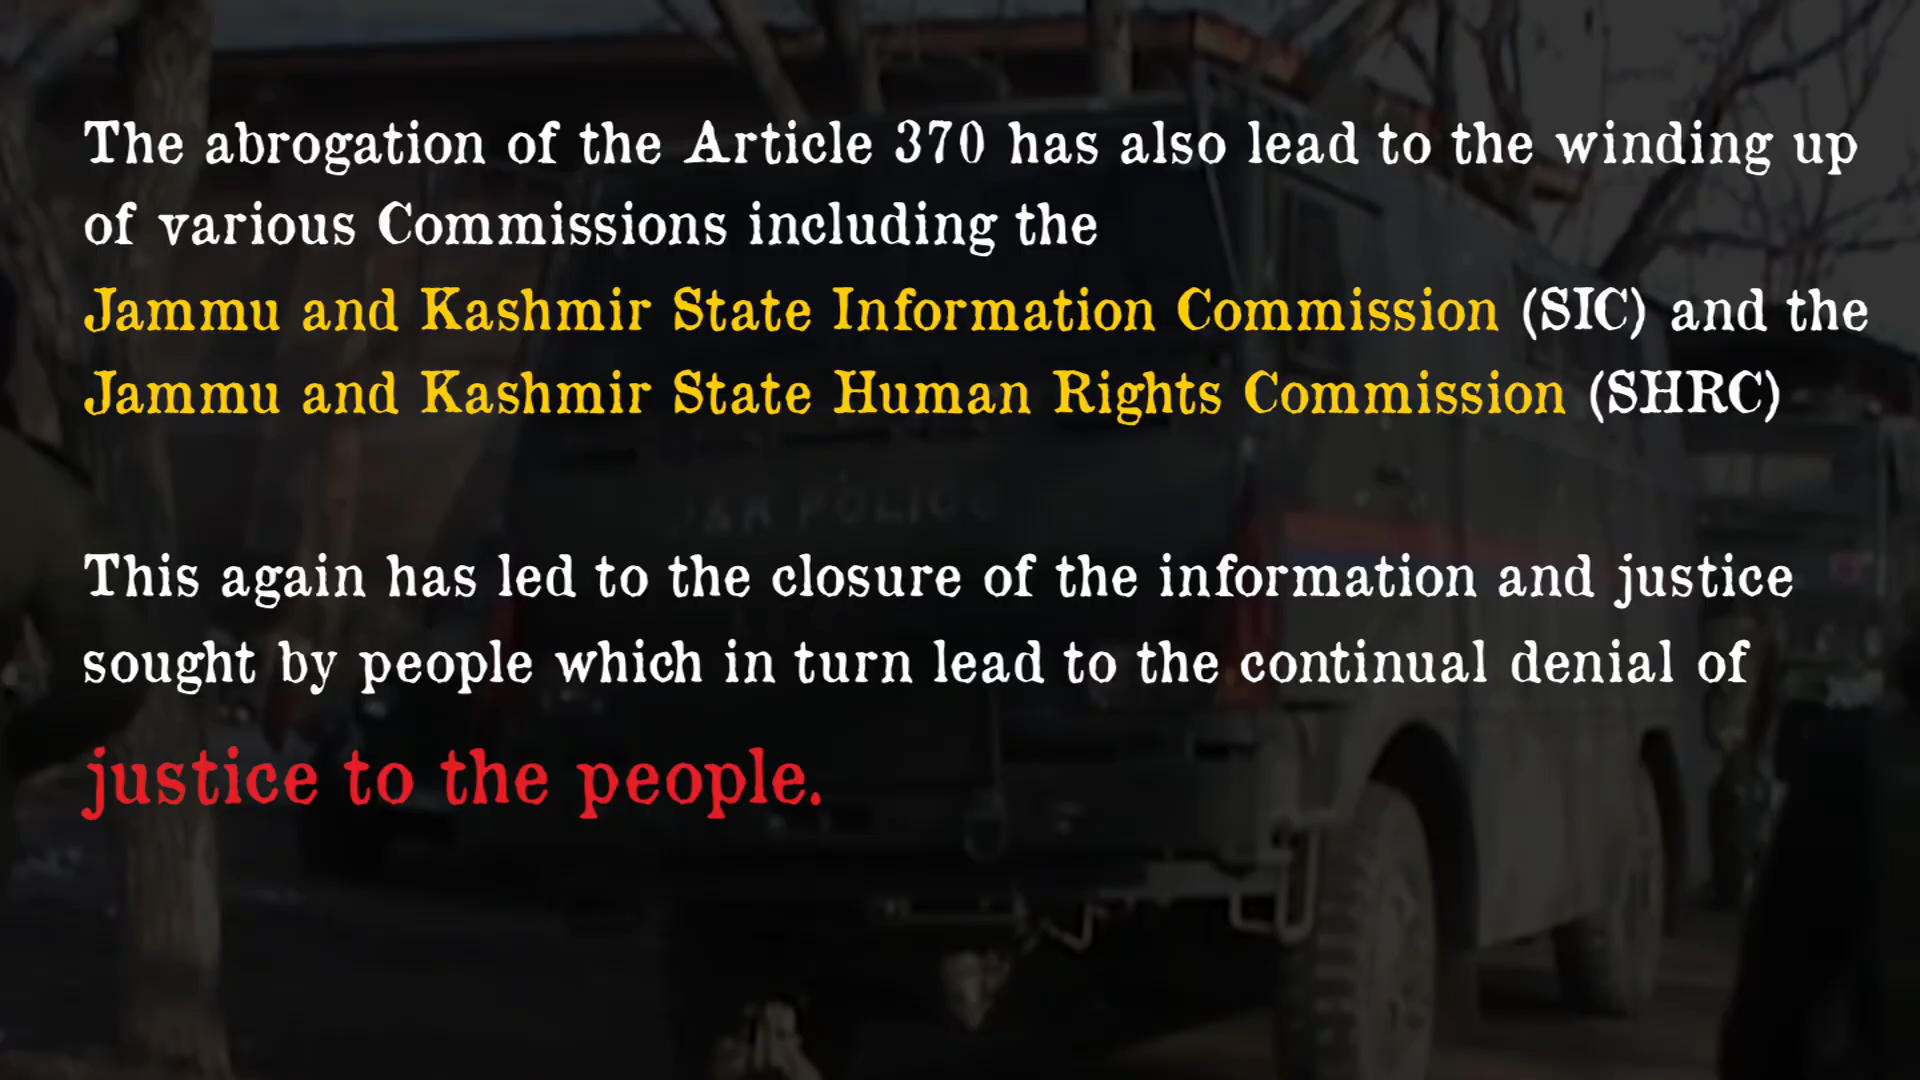 The abrogation of the Article 370 has also lead to the winding up
of various Commissions including the
Jammu and Kashmir State Information Commission (SIC) and the
Jammu and Kashmir State Human Rights Commission (SHRC)
J&K POLICE
This again has led to the closure of the information and justice
sought by people which in turn lead to the continual denial of
justice to the people.